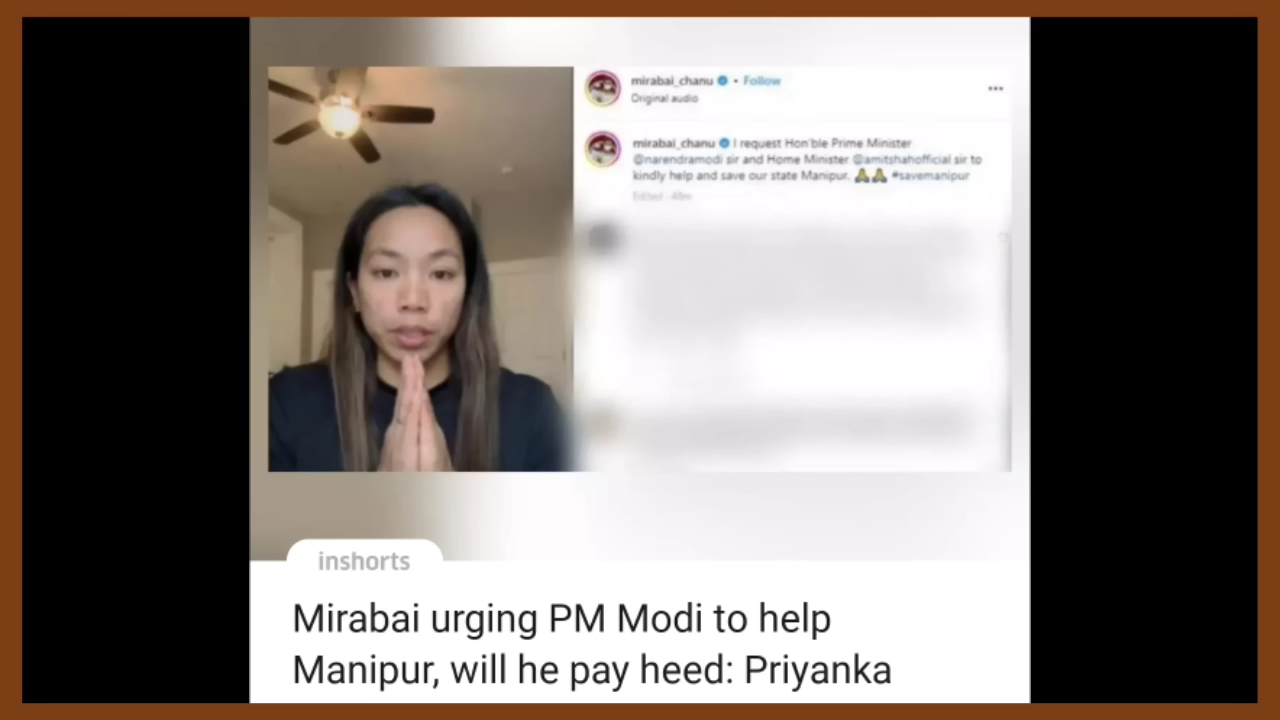 mirabai_chanu • Follow
Original audio
mirabai_chanu I request Hon'ble Prime Minister
@narendramodi sir and Home Minister @amitshahofficial sir to
kindly help and save our state Manipur. 🙏🙏 #savemanipur
Edited · 48m
inshorts
Mirabai urging PM Modi to help
Manipur, will he pay heed: Priyanka